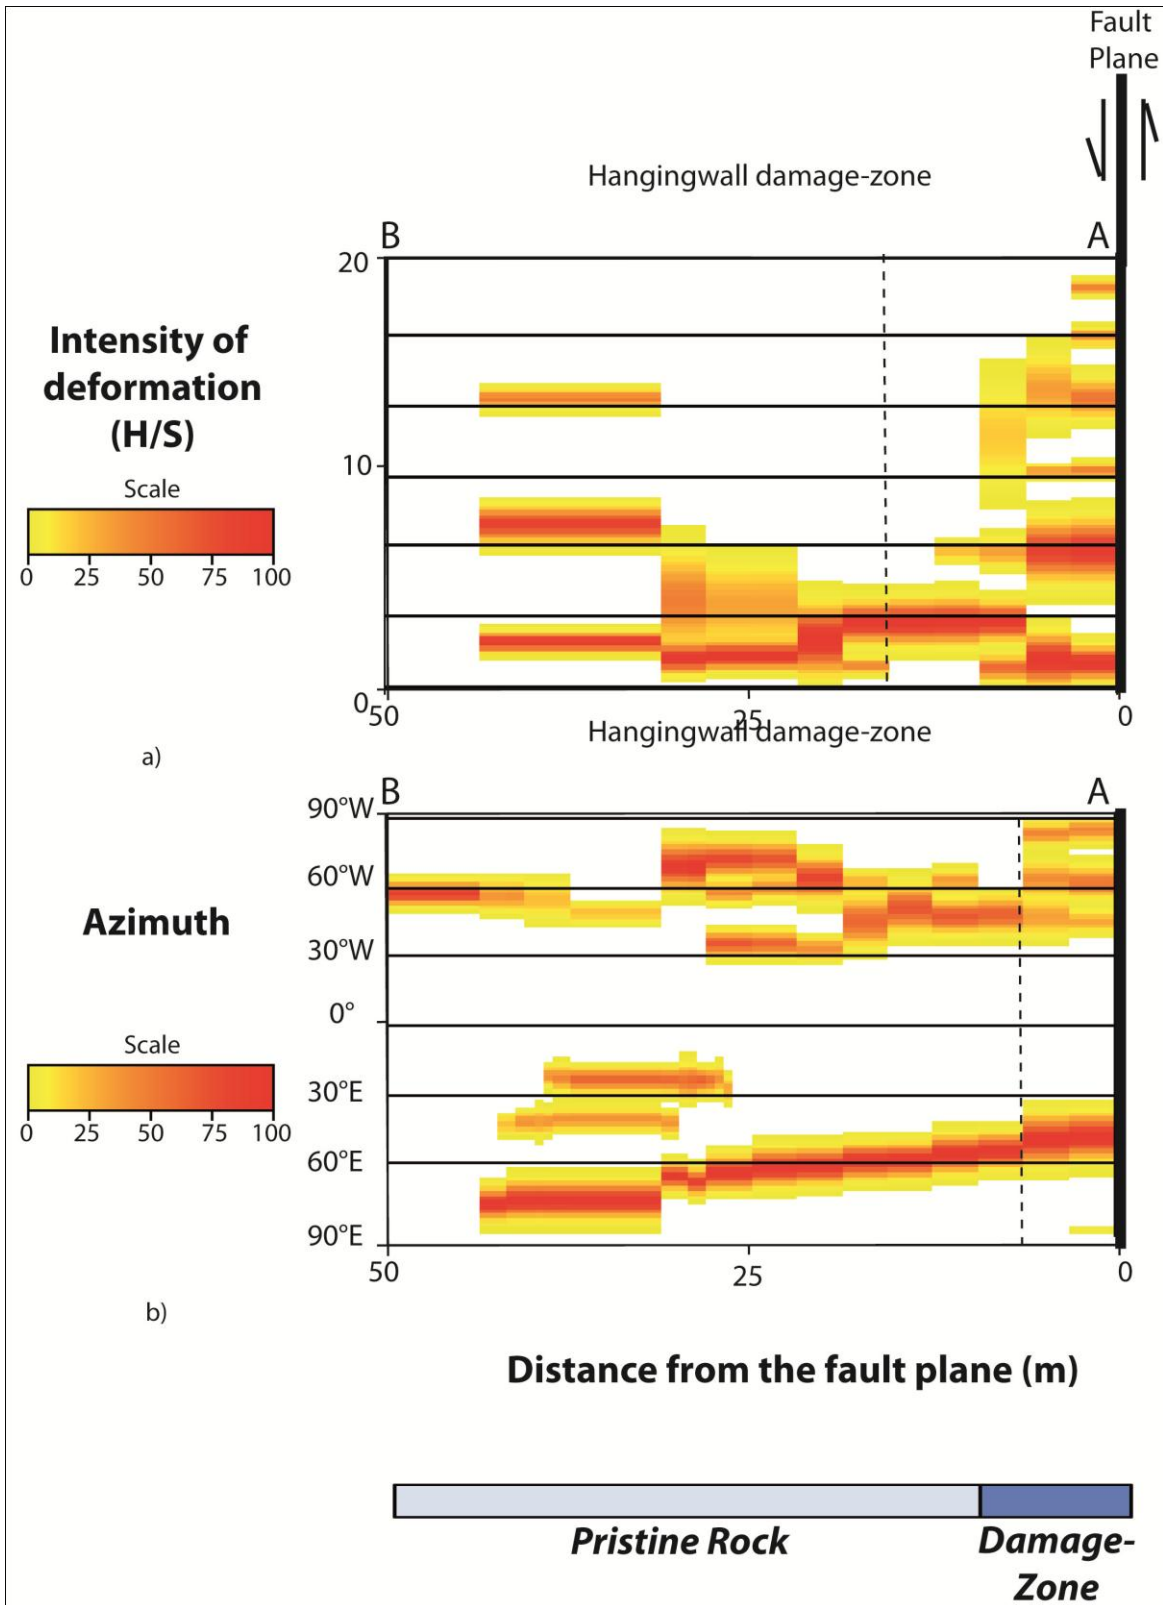 Fault
Plane
Hangingwall damage-zone
B
A
20
10
0
50
25
0
Intensity of
deformation
(H/S)
Scale
0 25 50 75 100
a)
Hangingwall damage-zone
B
A
90°W
60°W
30°W
0°
30°E
60°E
90°E
50
25
0
Azimuth
Scale
0 25 50 75 100
b)
Distance from the fault plane (m)
Pristine Rock
Damage-
Zone